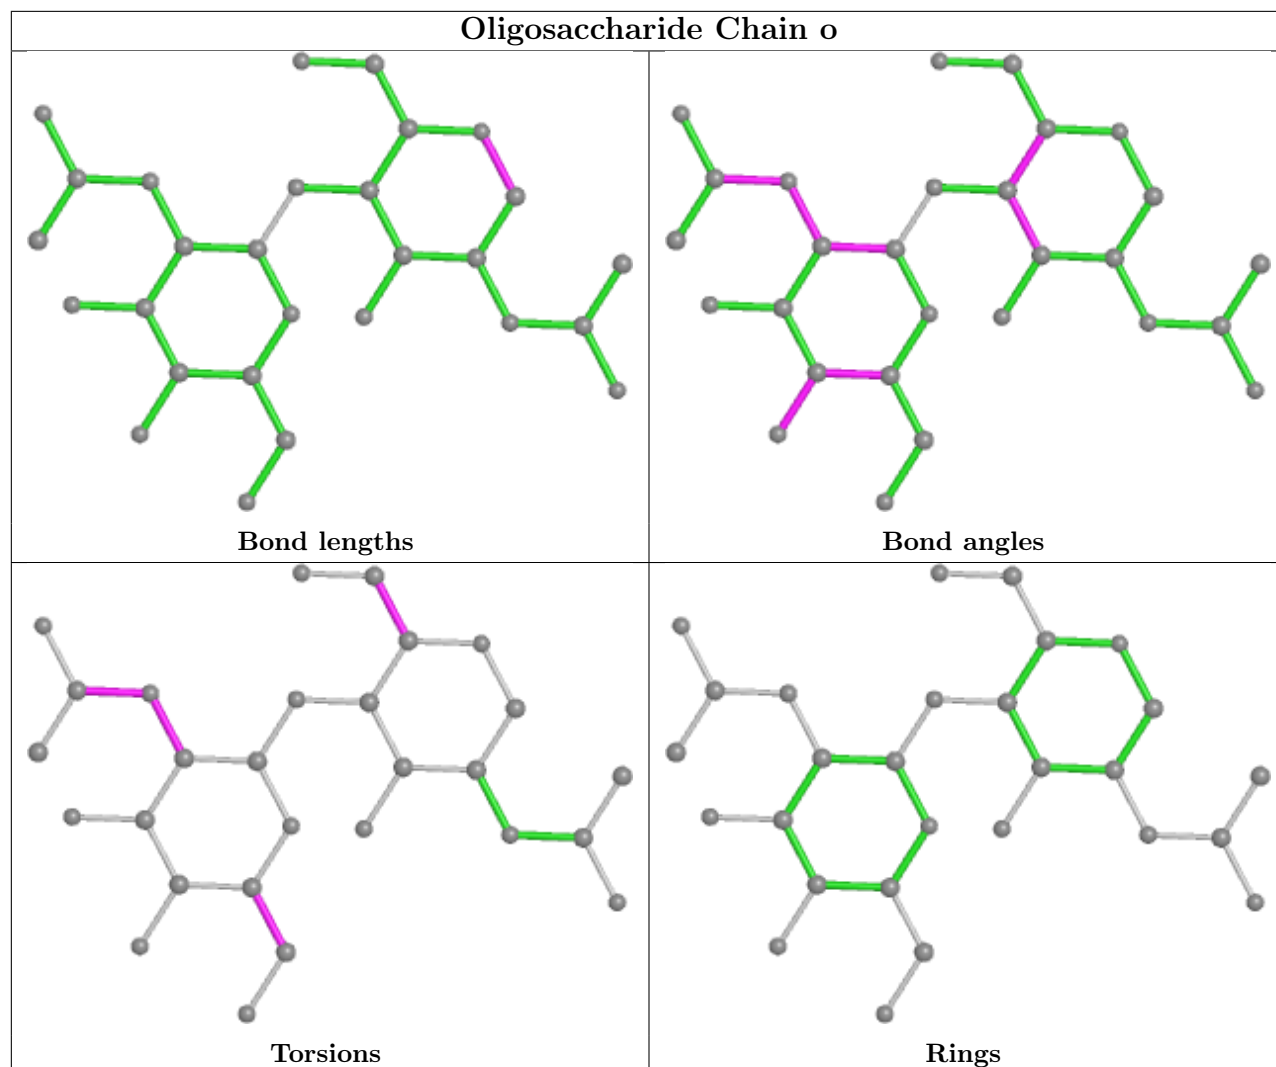 Oligosaccharide Chain o
Bond lengths
Bond angles
Torsions
Rings